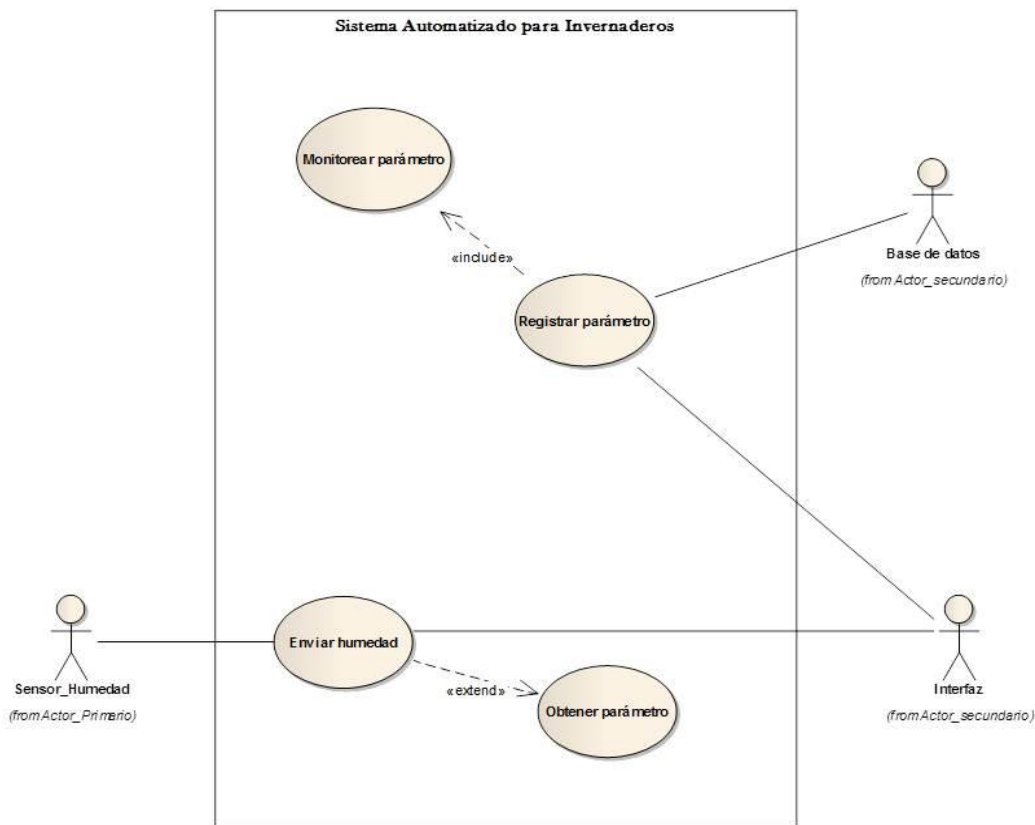 Sistema Automatizado para Invernaderos
Monitorear parámetro
«include»
Registrar parámetro
Base de datos
(from Actor_secundario)
Enviar humedad
«extend»
Obtener parámetro
Sensor_Humedad
(from Actor_Primario)
Interfaz
(from Actor_secundario)